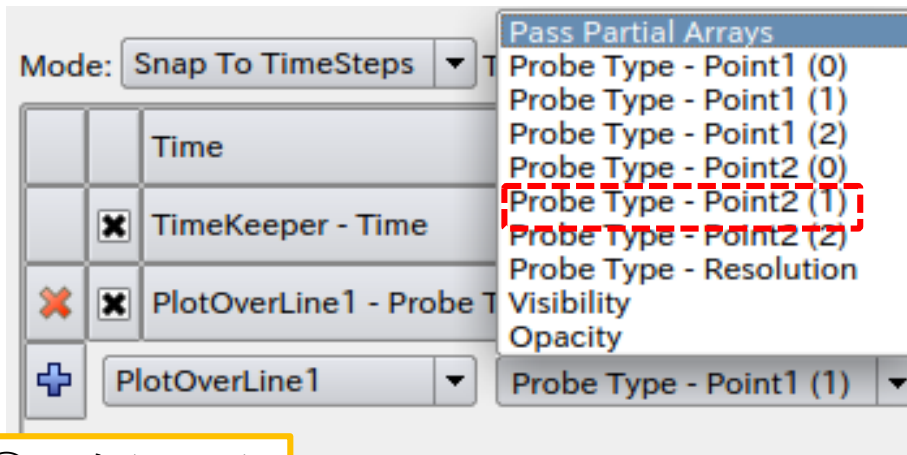 Mode: Snap To TimeSteps T
Time
TimeKeeper - Time
PlotOverLine1 - Probe T
PlotOverLine1
Probe Type - Point1 (1)
Pass Partial Arrays
Probe Type - Point1 (0)
Probe Type - Point1 (1)
Probe Type - Point1 (2)
Probe Type - Point2 (0)
Probe Type - Point2 (1)
Probe Type - Point2 (2)
Probe Type - Resolution
Visibility
Opacity